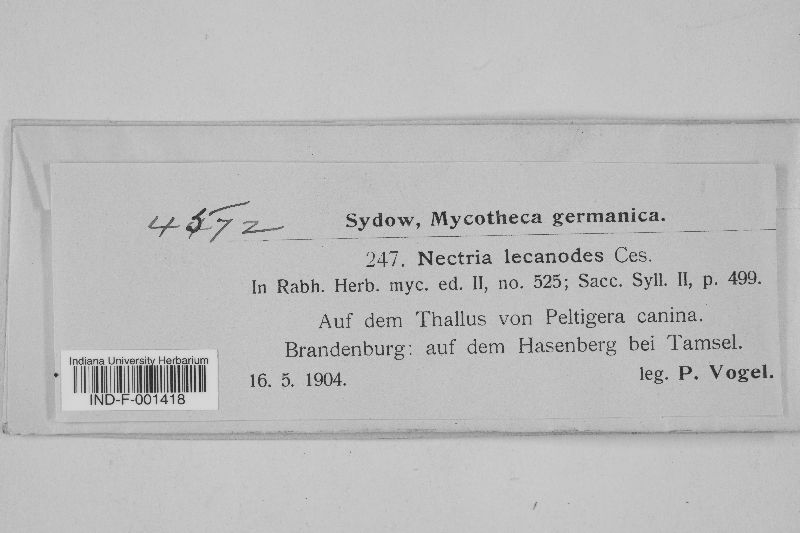 4572
Sydow, Mycotheca germanica.
247. Nectria lecanodes Ces.
In Rabh. Herb. myc. ed. II, no. 525; Sacc. Syll. II, p. 499.
Auf dem Thallus von Peltigera canina.
Brandenburg: auf dem Hasenberg bei Tamsel.
16. 5. 1904. leg. P. Vogel.
Indiana University Herbarium
IND-F-001418